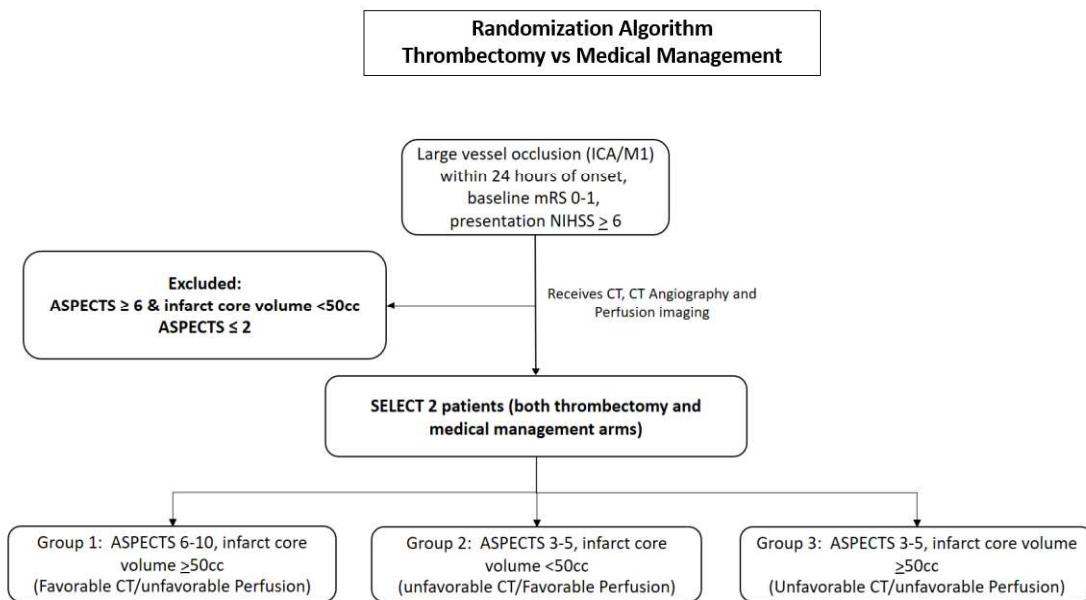 Randomization Algorithm
Thrombectomy vs Medical Management
Large vessel occlusion (ICA/M1)
within 24 hours of onset,
baseline mRS 0-1,
presentation NIHSS ≥ 6
Excluded:
ASPECTS ≥ 6 & infarct core volume <50cc
ASPECTS ≤ 2
Receives CT, CT Angiography and
Perfusion imaging
SELECT 2 patients (both thrombectomy and
medical management arms)
Group 1: ASPECTS 6-10, infarct core
volume ≥50cc
(Favorable CT/unfavorable Perfusion)
Group 2: ASPECTS 3-5, infarct core
volume <50cc
(unfavorable CT/Favorable Perfusion)
Group 3: ASPECTS 3-5, infarct core volume
≥50cc
(Unfavorable CT/unfavorable Perfusion)